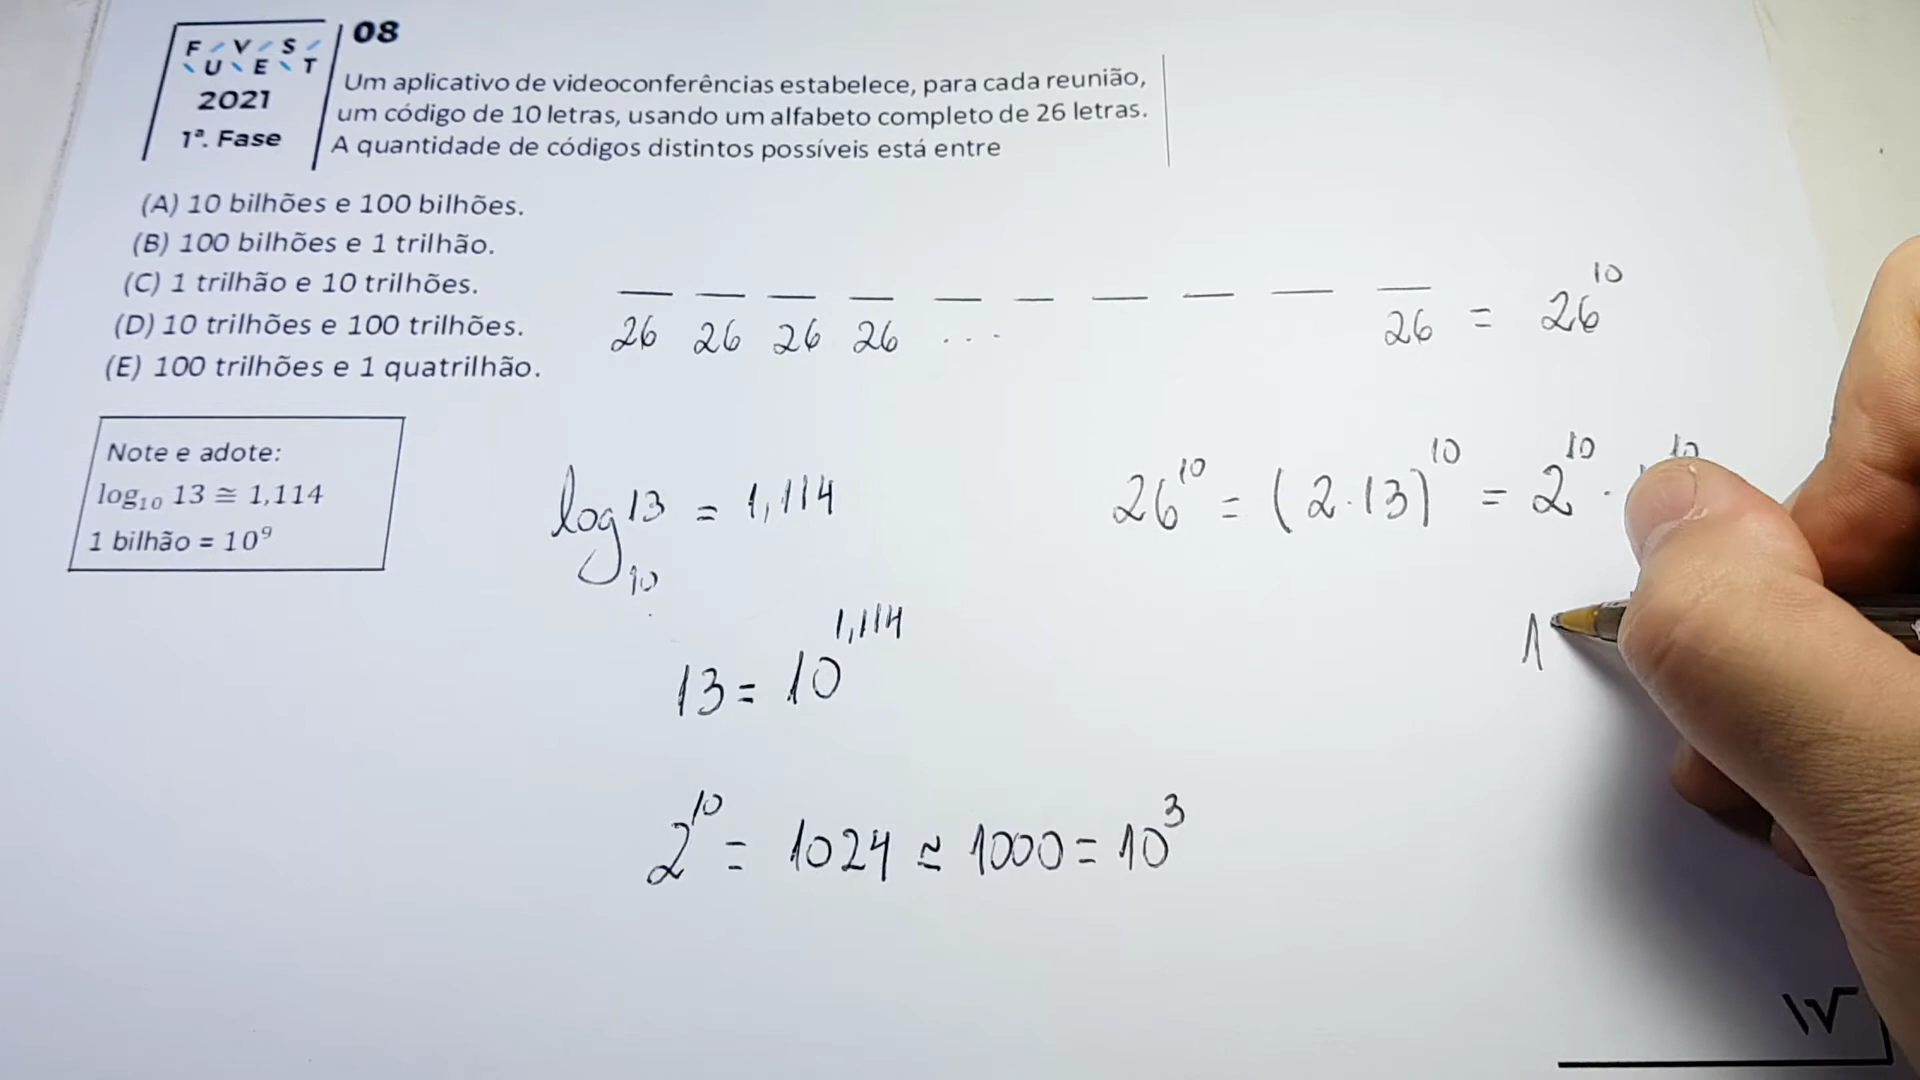 FUVEST
2021
1ª. Fase
08
Um aplicativo de videoconferências estabelece, para cada reunião,
um código de 10 letras, usando um alfabeto completo de 26 letras.
A quantidade de códigos distintos possíveis está entre
(A) 10 bilhões e 100 bilhões.
(B) 100 bilhões e 1 trilhão.
(C) 1 trilhão e 10 trilhões.
(D) 10 trilhões e 100 trilhões.
(E) 100 trilhões e 1 quatrilhão.
26 26 26 26 ... 26 = 26^10
Note e adote:
log₁₀ 13 ≅ 1,114
1 bilhão = 10⁹
log₁₀ 13 = 1,114
13 = 10^1,114
2^10 = 1024 ≃ 1000 = 10³
26^10 = (2·13)^10 = 2^10 ·
1